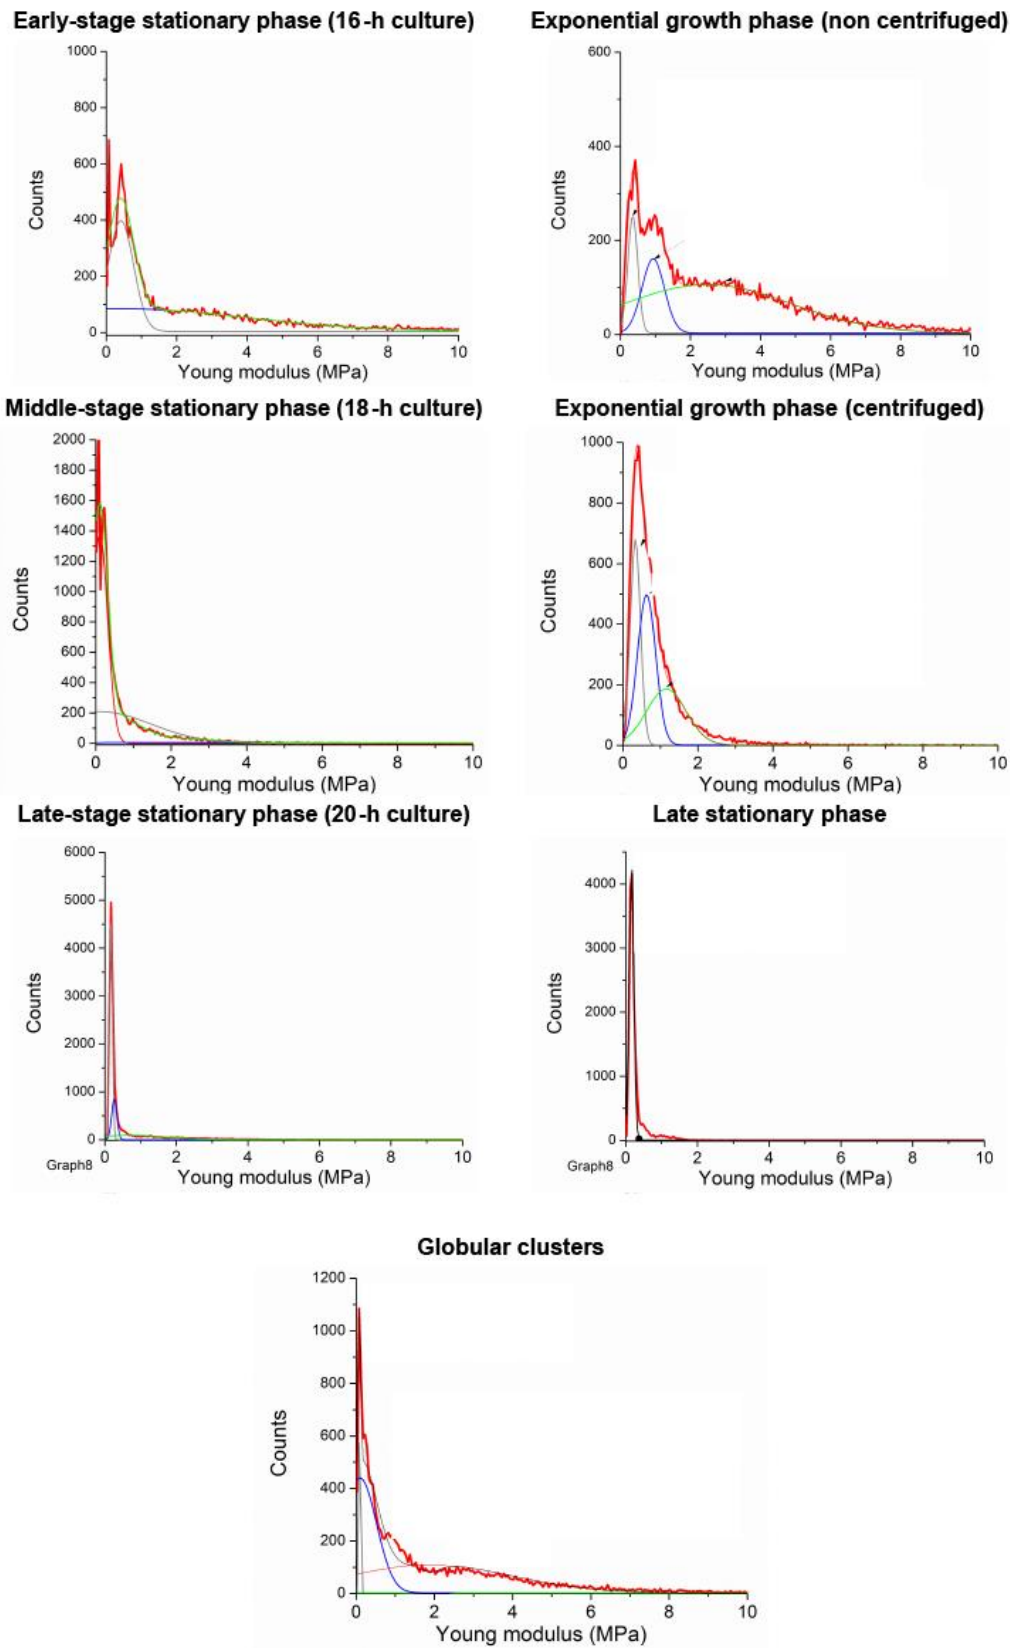 Early-stage stationary phase (16-h culture)
1000
800
600
400
200
0
Counts
0 2 4 6 8 10
Young modulus (MPa)
Exponential growth phase (non centrifuged)
600
400
200
0
Counts
0 2 4 6 8 10
Young modulus (MPa)
Middle-stage stationary phase (18-h culture)
2000
1800
1600
1400
1200
1000
800
600
400
200
0
Counts
0 2 4 6 8 10
Young modulus (MPa)
Exponential growth phase (centrifuged)
1000
800
600
400
200
0
Counts
0 2 4 6 8 10
Young modulus (MPa)
Late-stage stationary phase (20-h culture)
6000
5000
4000
3000
2000
1000
0
Counts
0 2 4 6 8 10
Graph8
Young modulus (MPa)
Late stationary phase
4000
3000
2000
1000
0
Counts
0 2 4 6 8 10
Graph8
Young modulus (MPa)
Globular clusters
1200
1000
800
600
400
200
0
Counts
0 2 4 6 8 10
Young modulus (MPa)